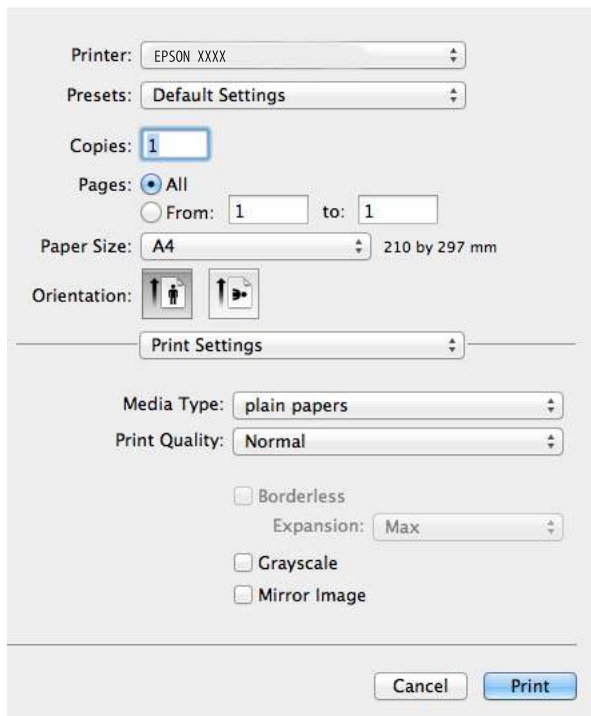 Printer: EPSON XXXX
Presets: Default Settings
Copies: 1
Pages: All
From: 1 to: 1
Paper Size: A4 210 by 297 mm
Orientation:
Print Settings
Media Type: plain papers
Print Quality: Normal
Borderless
Expansion: Max
Grayscale
Mirror Image
Cancel Print